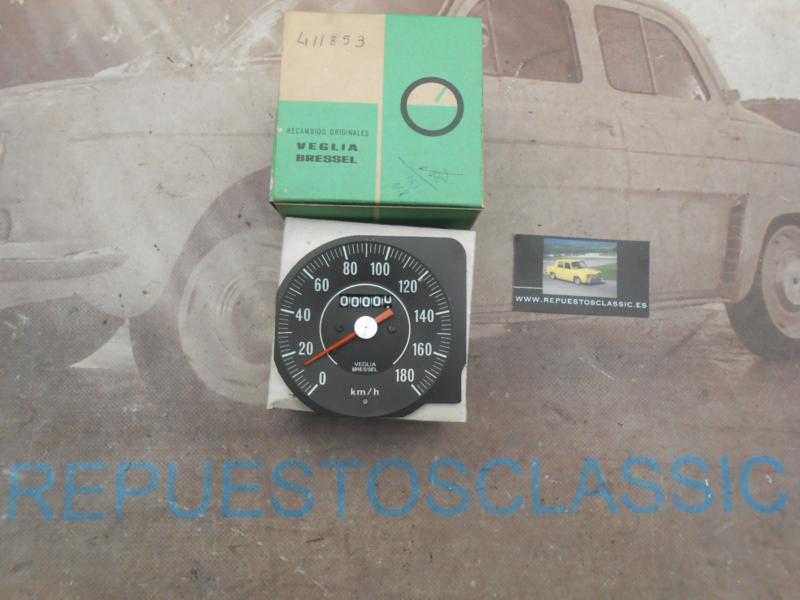 411853
RECAMBIOS ORIGINALES
VEGLIA
BRESSEL
80 100
60 120
00000
40 140
20 160
VEGLIA
BRESSEL
0 180
km/h
WWW.REPUESTOSCLASSIC.ES
REPUESTOSCLASSIC